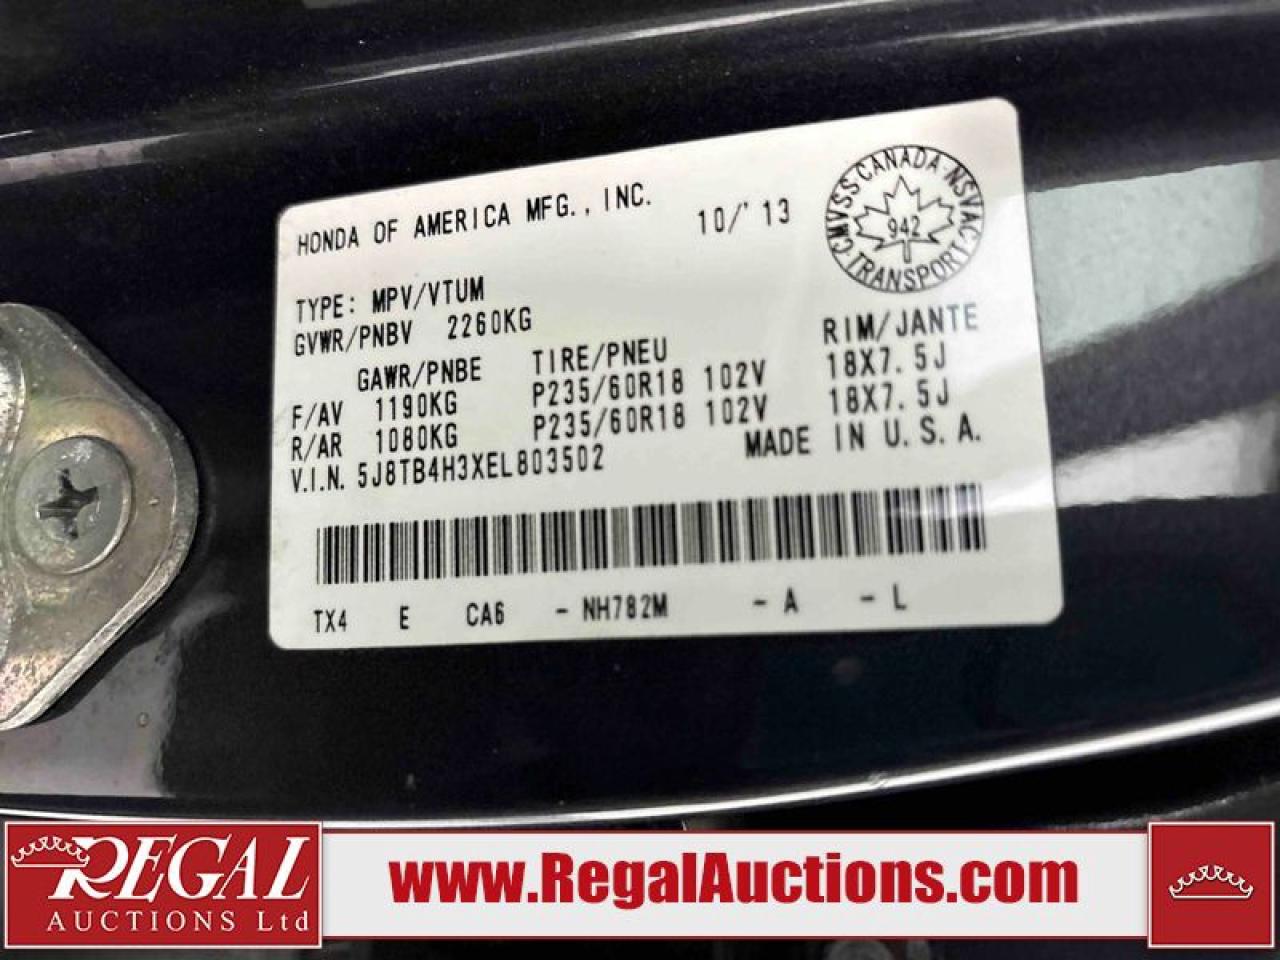 HONDA OF AMERICA MFG., INC. 10/'13
CMVSS CANADA NSVAC
942
TRANSPORT
TYPE: MPV/VTUM
GVWR/PNBV 2260KG
GAWR/PNBE TIRE/PNEU RIM/JANTE
F/AV 1190KG P235/60R18 102V 18X7.5J
R/AR 1080KG P235/60R18 102V 18X7.5J
V.I.N. 5J8TB4H3XEL803502 MADE IN U.S.A.
TX4 E CA6 - NH782M - A - L
REGAL
AUCTIONS Ltd
www.RegalAuctions.com